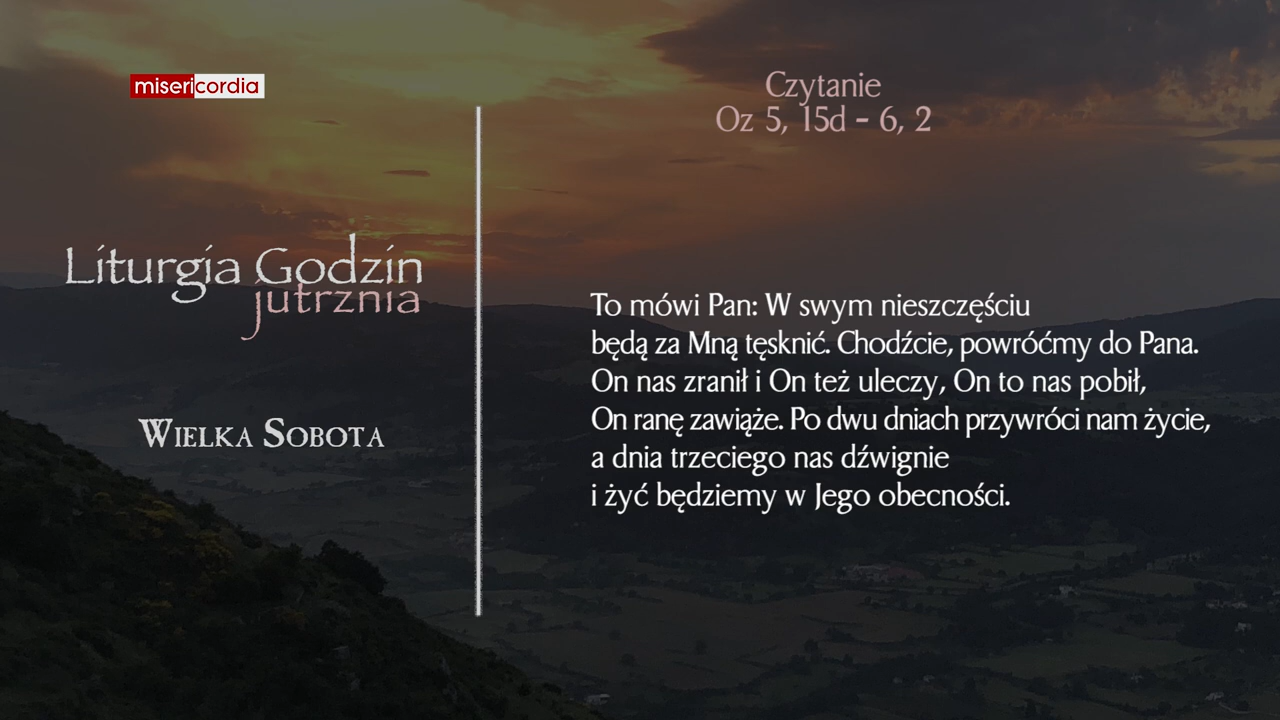 misericordia
Liturgia Godzin
jutrznia
Wielka Sobota
Czytanie
Oz 5, 15d - 6, 2
To mówi Pan: W swym nieszczęściu
będą za Mną tęsknić. Chodźcie, powróćmy do Pana.
On nas zranił i On też uleczy, On to nas pobił,
On ranę zawiąże. Po dwu dniach przywróci nam życie,
a dnia trzeciego nas dźwignie
i żyć będziemy w Jego obecności.